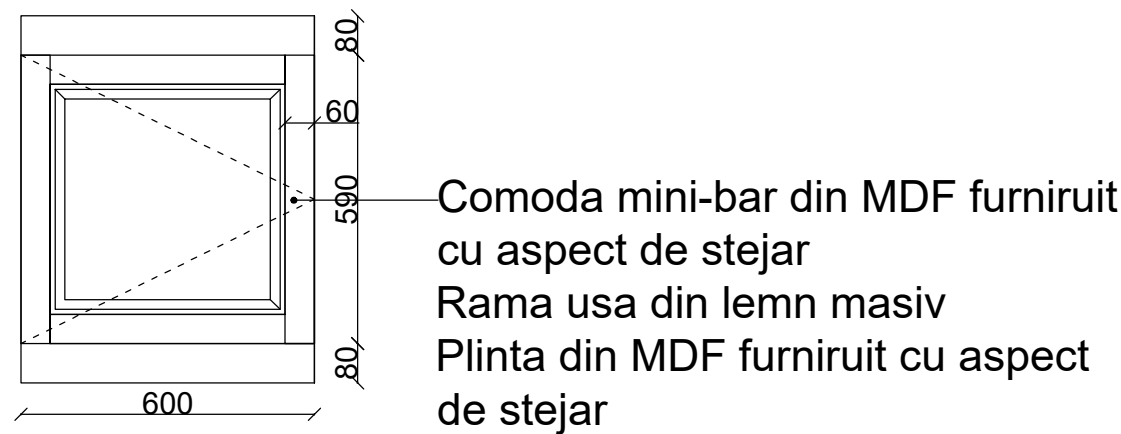 80
60
590
Comoda mini-bar din MDF furniruit
cu aspect de stejar
Rama usa din lemn masiv
Plinta din MDF furniruit cu aspect
de stejar
80
600